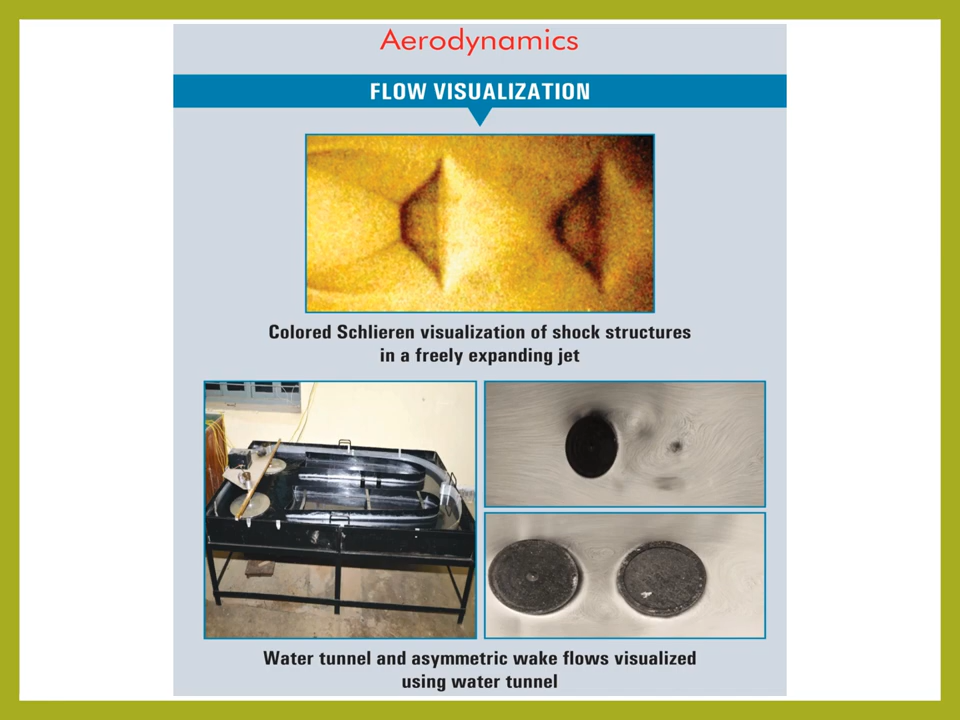 Aerodynamics
FLOW VISUALIZATION
Colored Schlieren visualization of shock structures
in a freely expanding jet
Water tunnel and asymmetric wake flows visualized
using water tunnel